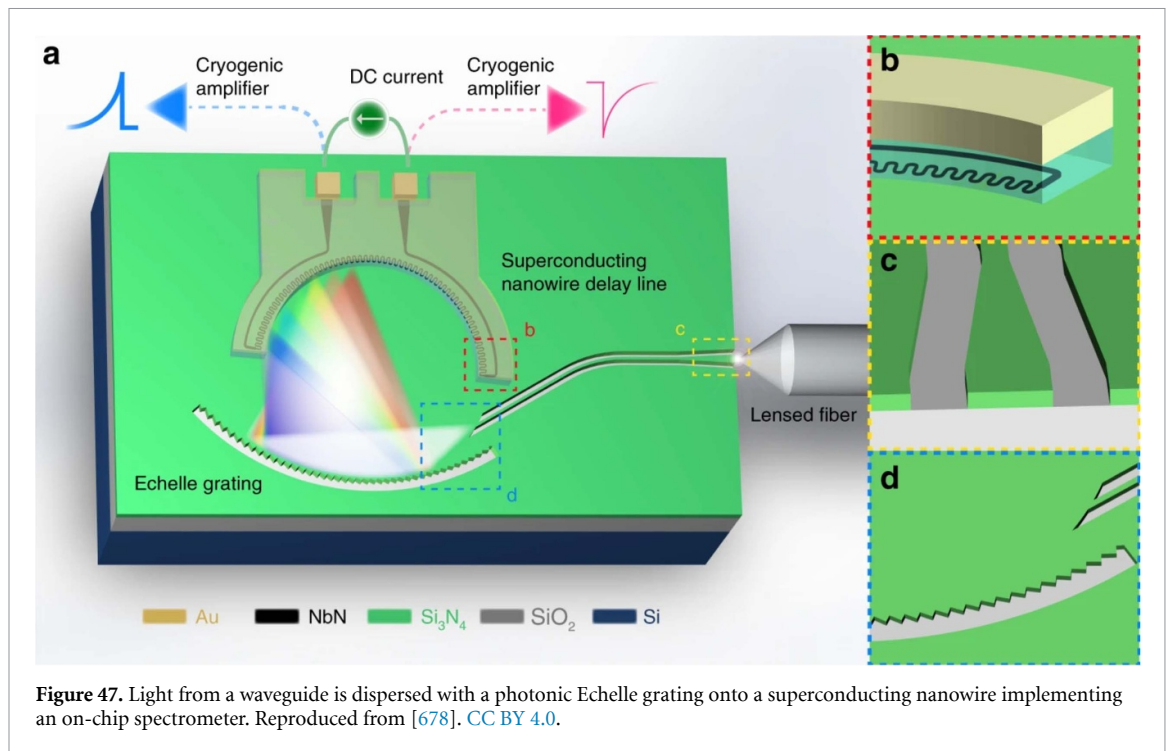 a
Cryogenic
amplifier
DC current
Cryogenic
amplifier
Superconducting
nanowire delay line
b
c
Lensed fiber
Echelle grating
d
Au
NbN
Si₃N₄
SiO₂
Si
b
c
d
Figure 47. Light from a waveguide is dispersed with a photonic Echelle grating onto a superconducting nanowire implementing
an on-chip spectrometer. Reproduced from [678]. CC BY 4.0.